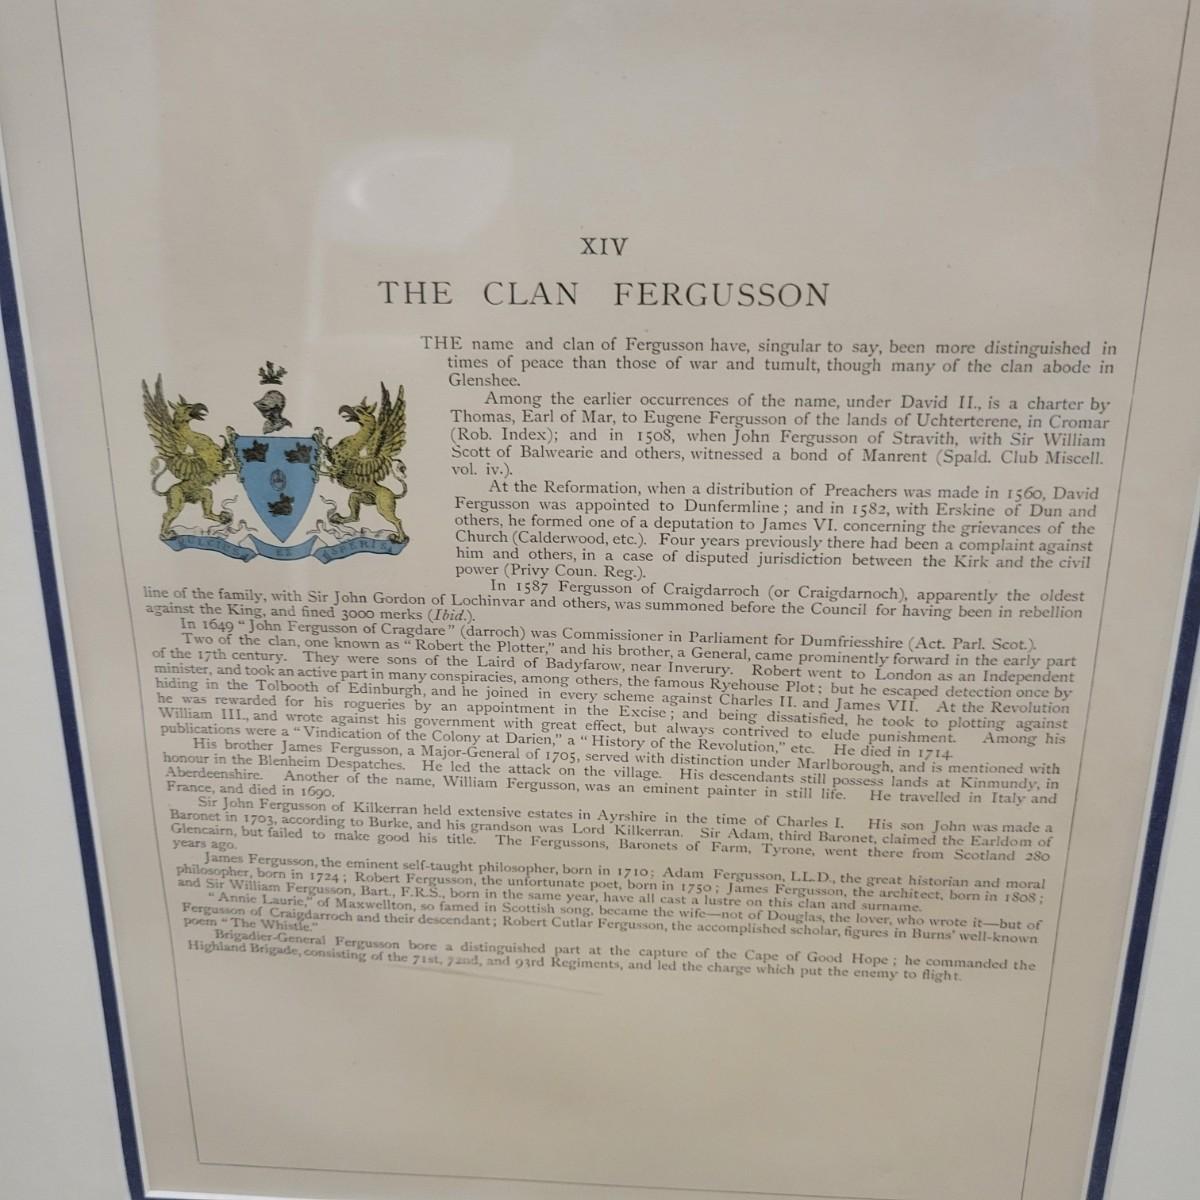 XIV
THE CLAN FERGUSSON
THE name and clan of Fergusson have, singular to say, been more distinguished in
times of peace than those of war and tumult, though many of the clan abode in
Glenshee.
Among the earlier occurrences of the name, under David II., is a charter by
Thomas, Earl of Mar, to Eugene Fergusson of the lands of Uchterterene, in Cromar
(Rob. Index); and in 1508, when John Fergusson of Stravith, with Sir William
Scott of Balwearie and others, witnessed a bond of Manrent (Spald. Club Miscell.
vol. iv.).
At the Reformation, when a distribution of Preachers was made in 1560, David
Fergusson was appointed to Dunfermline; and in 1582, with Erskine of Dun and
others, he formed one of a deputation to James VI. concerning the grievances of the
Church (Calderwood, etc.). Four years previously there had been a complaint against
him and others, in a case of disputed jurisdiction between the Kirk and the civil
power (Privy Coun. Reg.).
DULCIUS EX ASPERIS
In 1587 Fergusson of Craigdarroch (or Craigdarnoch), apparently the oldest
line of the family, with Sir John Gordon of Lochinvar and others, was summoned before the Council for having been in rebellion
against the King, and fined 3000 merks (Ibid.).
In 1649 "John Fergusson of Cragdare" (darroch) was Commissioner in Parliament for Dumfriesshire (Act. Parl. Scot.).
Two of the clan, one known as "Robert the Plotter," and his brother, a General, came prominently forward in the early part
of the 17th century. They were sons of the Laird of Badyfarow, near Inverury. Robert went to London as an Independent
minister, and took an active part in many conspiracies, among others, the famous Ryehouse Plot; but he escaped detection once by
hiding in the Tolbooth of Edinburgh, and he joined in every scheme against Charles II. and James VII. At the Revolution
he was rewarded for his rogueries by an appointment in the Excise; and being dissatisfied, he took to plotting against
William III., and wrote against his government with great effect, but always contrived to elude punishment. Among his
publications were a "Vindication of the Colony at Darien," a "History of the Revolution," etc. He died in 1714.
His brother James Fergusson, a Major-General of 1705, served with distinction under Marlborough, and is mentioned with
honour in the Blenheim Despatches. He led the attack on the village. His descendants still possess lands at Kinmundy, in
Aberdeenshire. Another of the name, William Fergusson, was an eminent painter in still life. He travelled in Italy and
France, and died in 1690.
Sir John Fergusson of Kilkerran held extensive estates in Ayrshire in the time of Charles I. His son John was made a
Baronet in 1703, according to Burke, and his grandson was Lord Kilkerran. Sir Adam, third Baronet, claimed the Earldom of
Glencairn, but failed to make good his title. The Fergussons, Baronets of Farm, Tyrone, went there from Scotland 280
years ago.
James Fergusson, the eminent self-taught philosopher, born in 1710; Adam Fergusson, LL.D., the great historian and moral
philosopher, born in 1724; Robert Fergusson, the unfortunate poet, born in 1750; James Fergusson, the architect, born in 1808;
and Sir William Fergusson, Bart., F.R.S., born in the same year, have all cast a lustre on this clan and surname.
"Annie Laurie," of Maxwellton, so famed in Scottish song, became the wife—not of Douglas, the lover, who wrote it—but of
Fergusson of Craigdarroch and their descendant; Robert Cutlar Fergusson, the accomplished scholar, figures in Burns' well-known
poem "The Whistle."
Brigadier-General Fergusson bore a distinguished part at the capture of the Cape of Good Hope; he commanded the
Highland Brigade, consisting of the 71st, 72nd, and 93rd Regiments, and led the charge which put the enemy to flight.